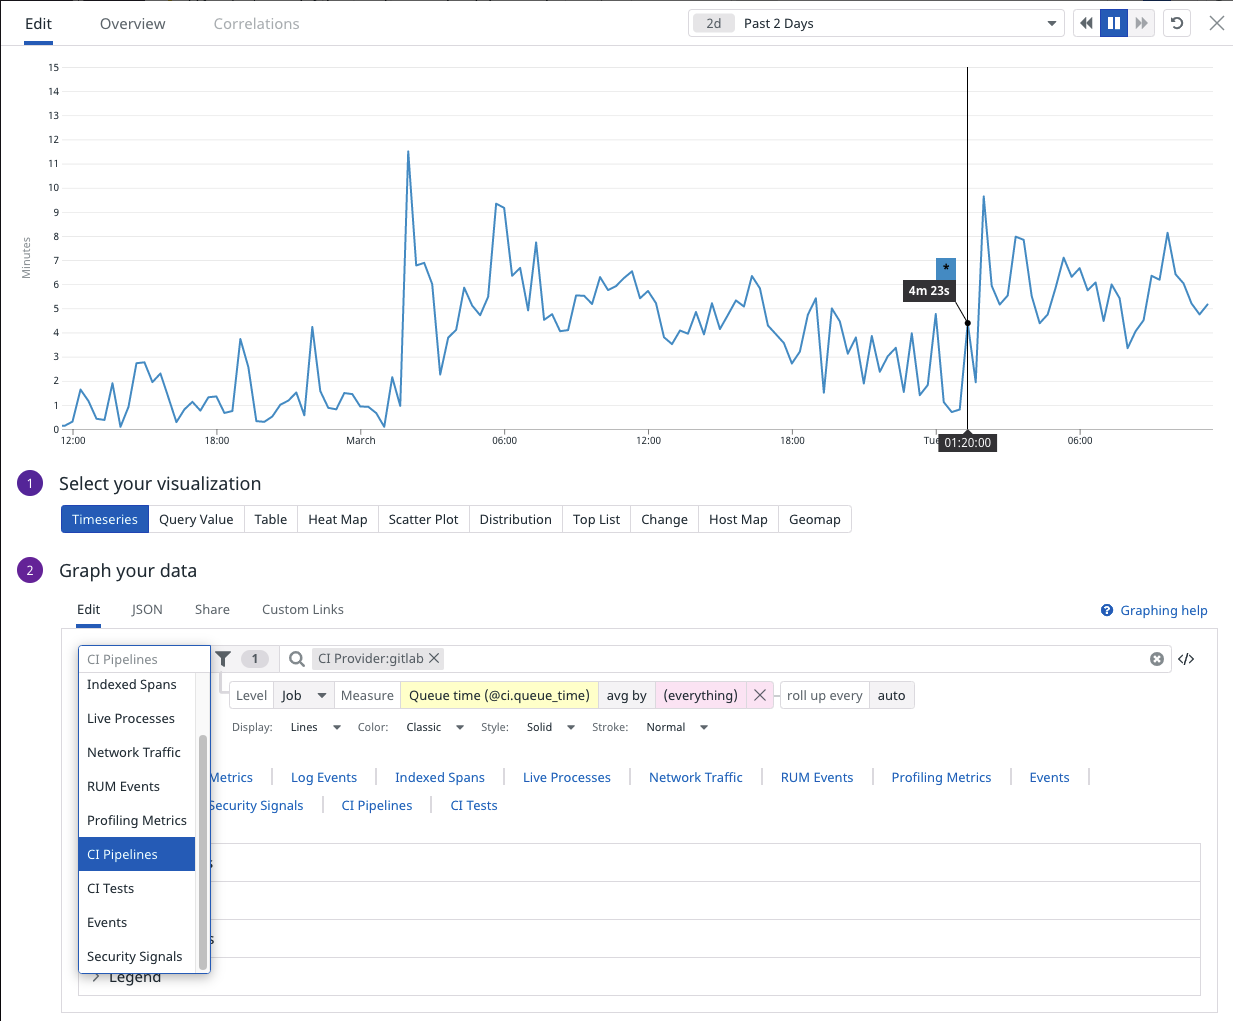 Edit Overview Correlations 2d Past 2 Days
15
14
13
12
11
10
9
8
7
6
5
4
3
2
1
0
Minutes
*
4m 23s
12:00 18:00 March 06:00 12:00 18:00 Tue 01:20:00 06:00
1 Select your visualization
Timeseries Query Value Table Heat Map Scatter Plot Distribution Top List Change Host Map Geomap
2 Graph your data
Edit JSON Share Custom Links ? Graphing help
CI Pipelines 1 CI Provider:gitlab </>
Level Job Measure Queue time (@ci.queue_time) avg by (everything) roll up every auto
Display: Lines Color: Classic Style: Solid Stroke: Normal
Indexed Spans
Live Processes
Network Traffic
RUM Events
Profiling Metrics
CI Pipelines
CI Tests
Events
Security Signals
Metrics Log Events Indexed Spans Live Processes Network Traffic RUM Events Profiling Metrics Events
Security Signals CI Pipelines CI Tests
Legend